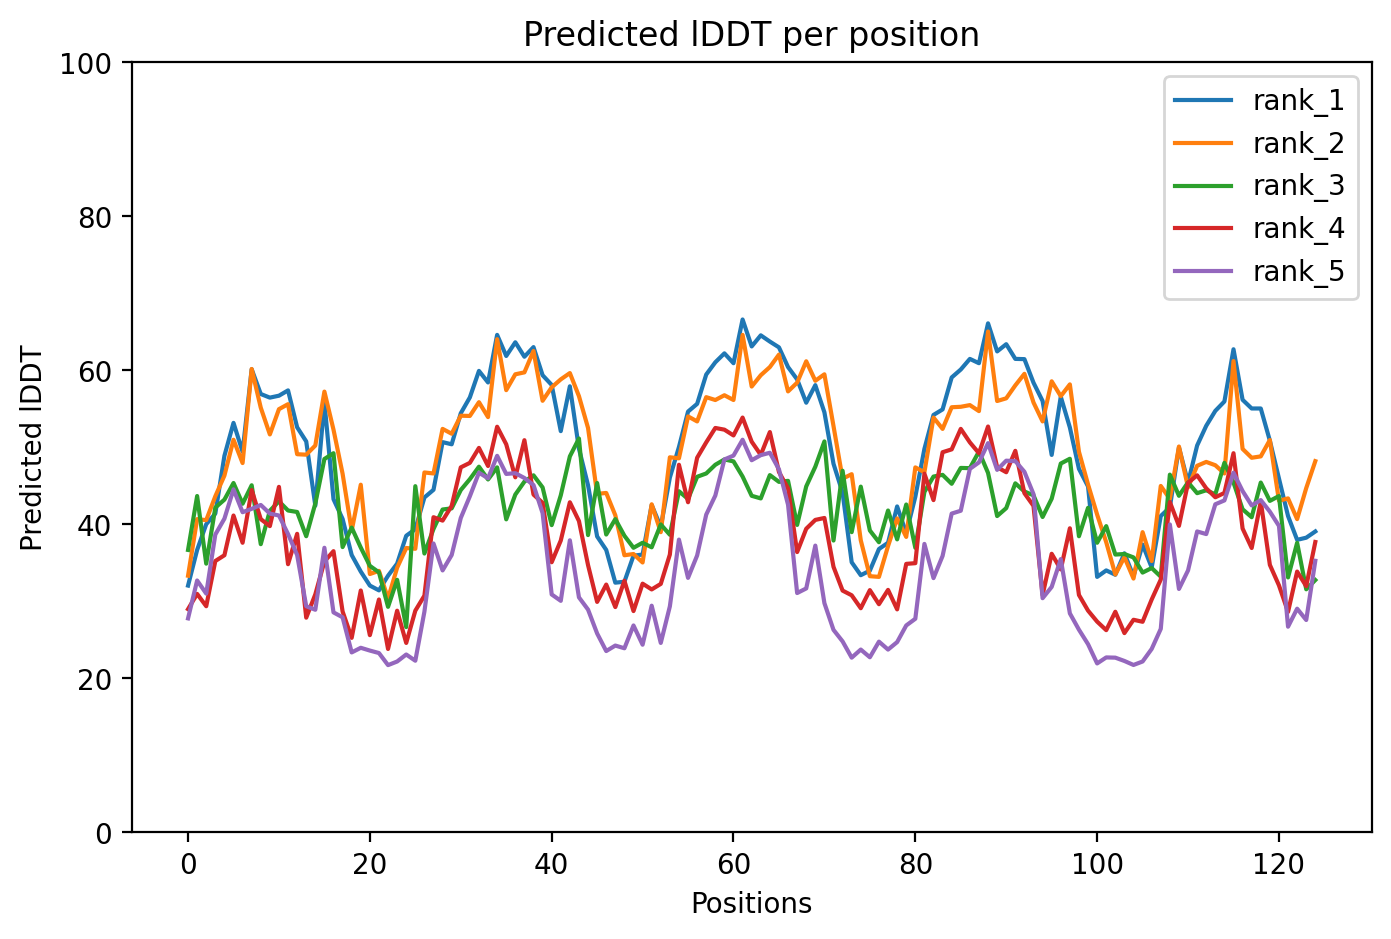 Predicted lDDT per position
100
80
60
40
20
0
Predicted lDDT
rank_1
rank_2
rank_3
rank_4
rank_5
0 20 40 60 80 100 120
Positions